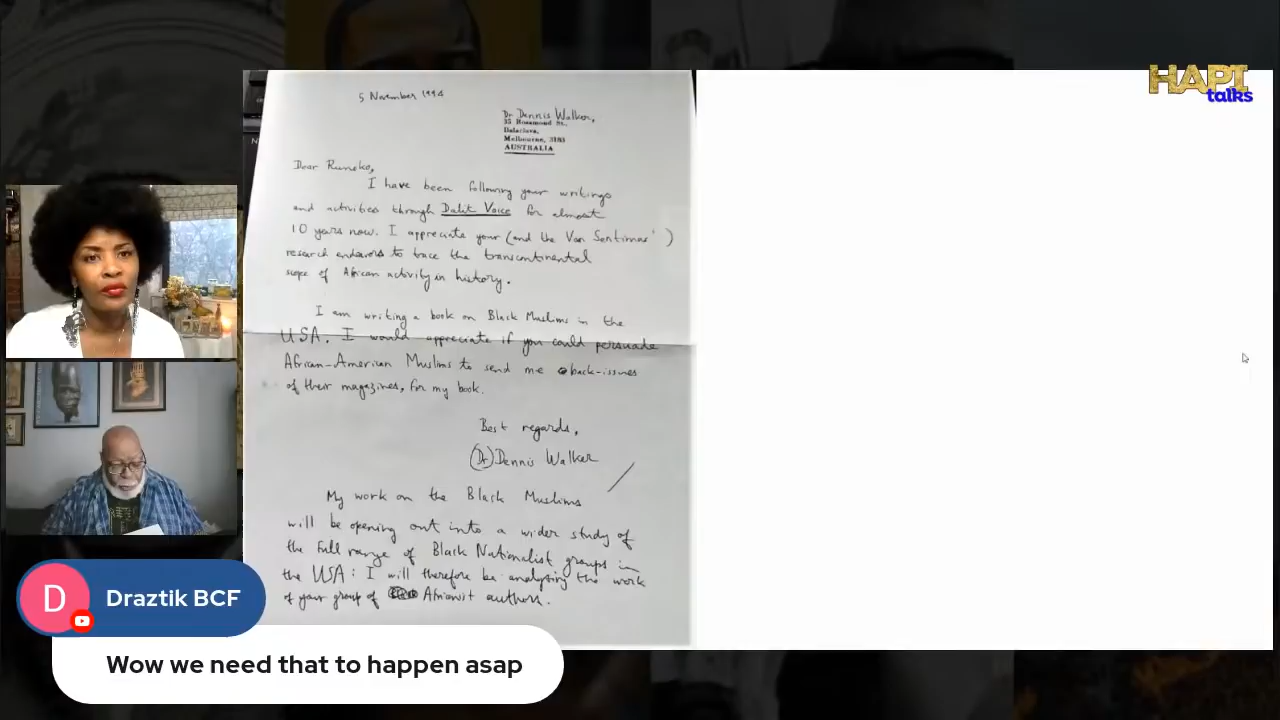 HAPI
talks
5 November 1994
Dr Dennis Walker,
35 Rosamond St.
Balaclava,
Melbourne, 3183
AUSTRALIA
Dear Runoko,
I have been following your writings
and activities through Dalit Voice for almost
10 years now. I appreciate your (and the Van Sertimas')
research endeavors to trace the transcontinental
scope of African activity in history.
I am writing a book on Black Muslims in the
USA. I would appreciate if you could persuade
African-American Muslims to send me back-issues
of their magazines, for my book.
Best regards,
(Dr) Dennis Walker
My work on the Black Muslims
will be opening out into a wider study of
the full range of Black Nationalist groups in
the USA: I will therefore be analysing the work
of your group of authors.
D
Draztik BCF
Wow we need that to happen asap